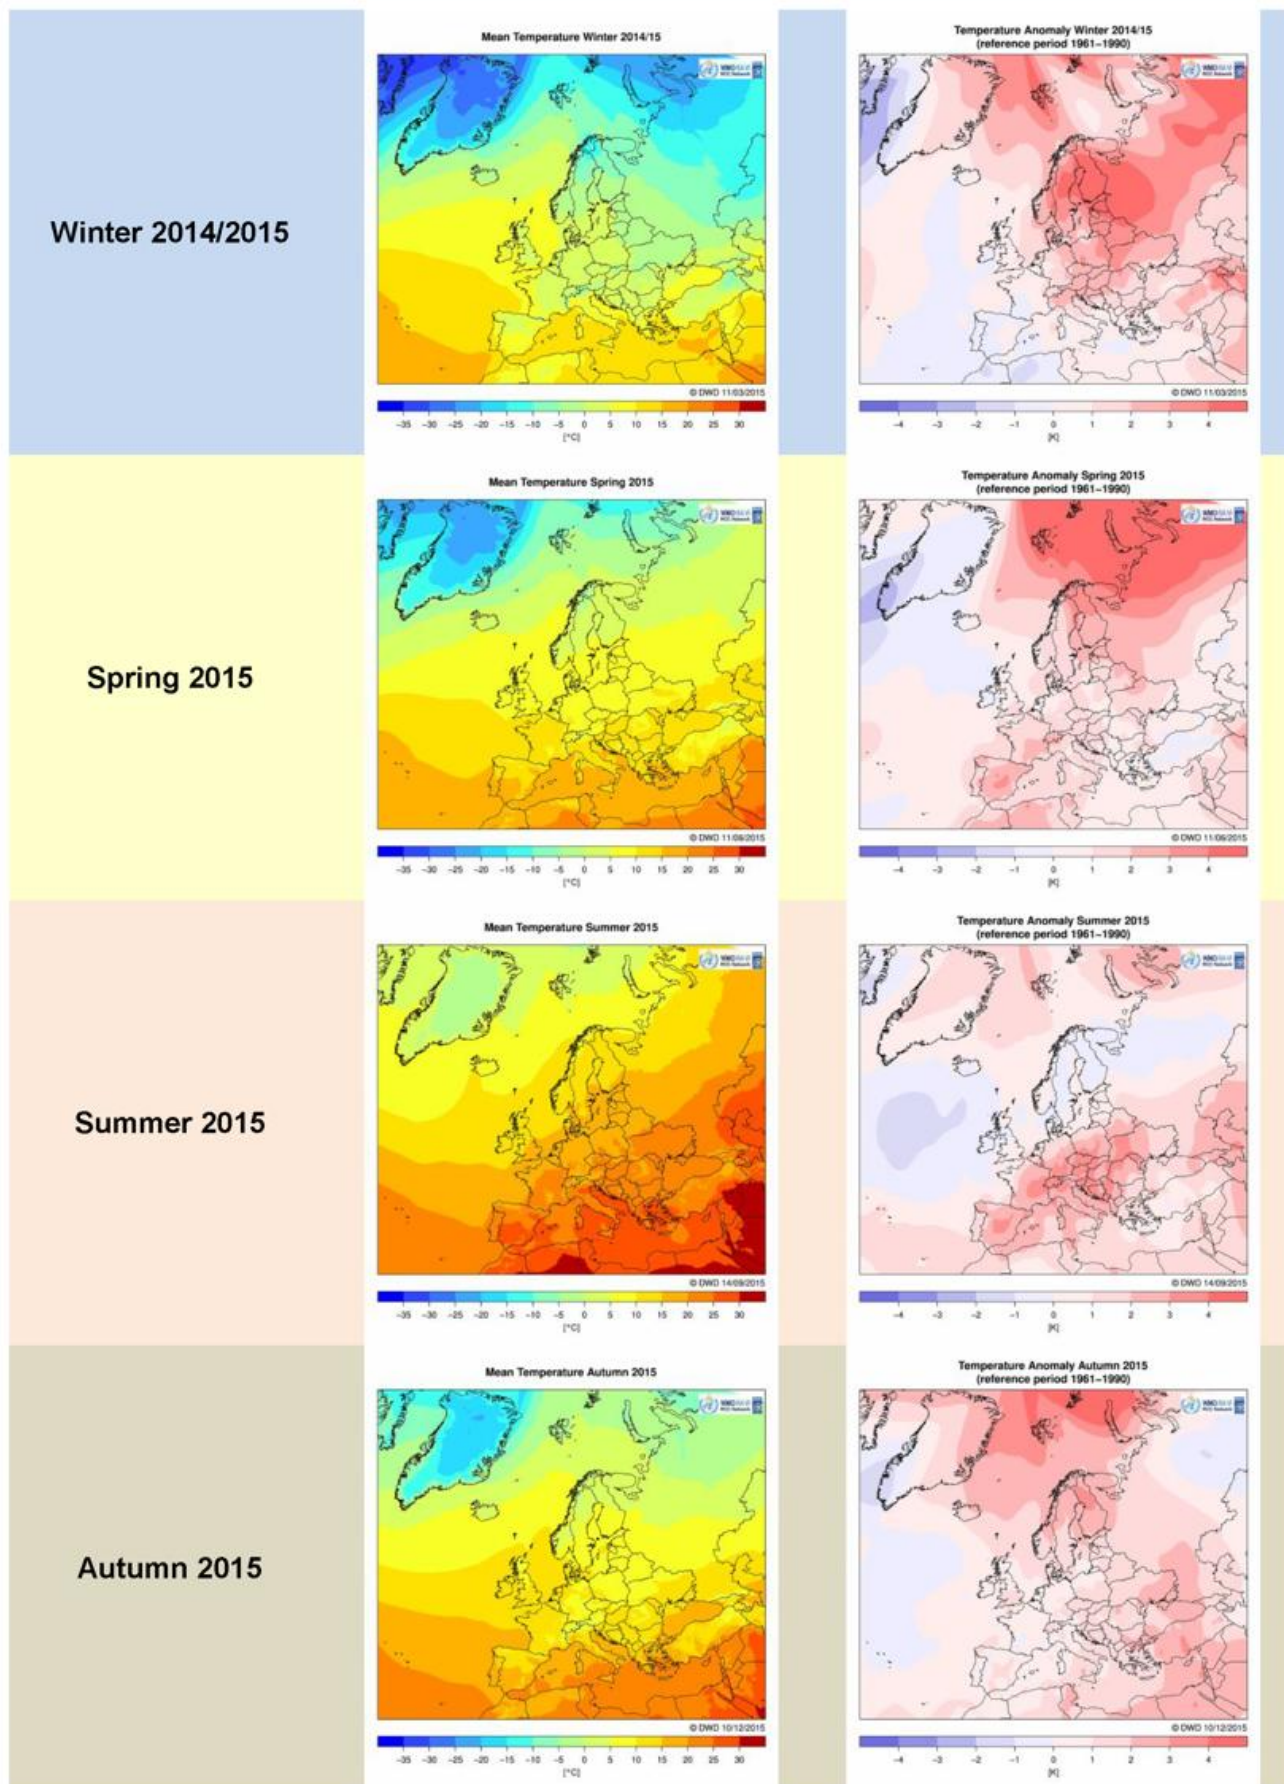 Winter 2014/2015
Mean Temperature Winter 2014/15
© DWD 11/03/2015
-35 -30 -25 -20 -15 -10 -5 0 5 10 15 20 25 30
[°C]
Temperature Anomaly Winter 2014/15
(reference period 1961-1990)
© DWD 11/03/2015
-4 -3 -2 -1 0 1 2 3 4
[K]
Spring 2015
Mean Temperature Spring 2015
© DWD 11/06/2015
-35 -30 -25 -20 -15 -10 -5 0 5 10 15 20 25 30
[°C]
Temperature Anomaly Spring 2015
(reference period 1961-1990)
© DWD 11/06/2015
-4 -3 -2 -1 0 1 2 3 4
[K]
Summer 2015
Mean Temperature Summer 2015
© DWD 14/09/2015
-35 -30 -25 -20 -15 -10 -5 0 5 10 15 20 25 30
[°C]
Temperature Anomaly Summer 2015
(reference period 1961-1990)
© DWD 14/09/2015
-4 -3 -2 -1 0 1 2 3 4
[K]
Autumn 2015
Mean Temperature Autumn 2015
© DWD 10/12/2015
-35 -30 -25 -20 -15 -10 -5 0 5 10 15 20 25 30
[°C]
Temperature Anomaly Autumn 2015
(reference period 1961-1990)
© DWD 10/12/2015
-4 -3 -2 -1 0 1 2 3 4
[K]